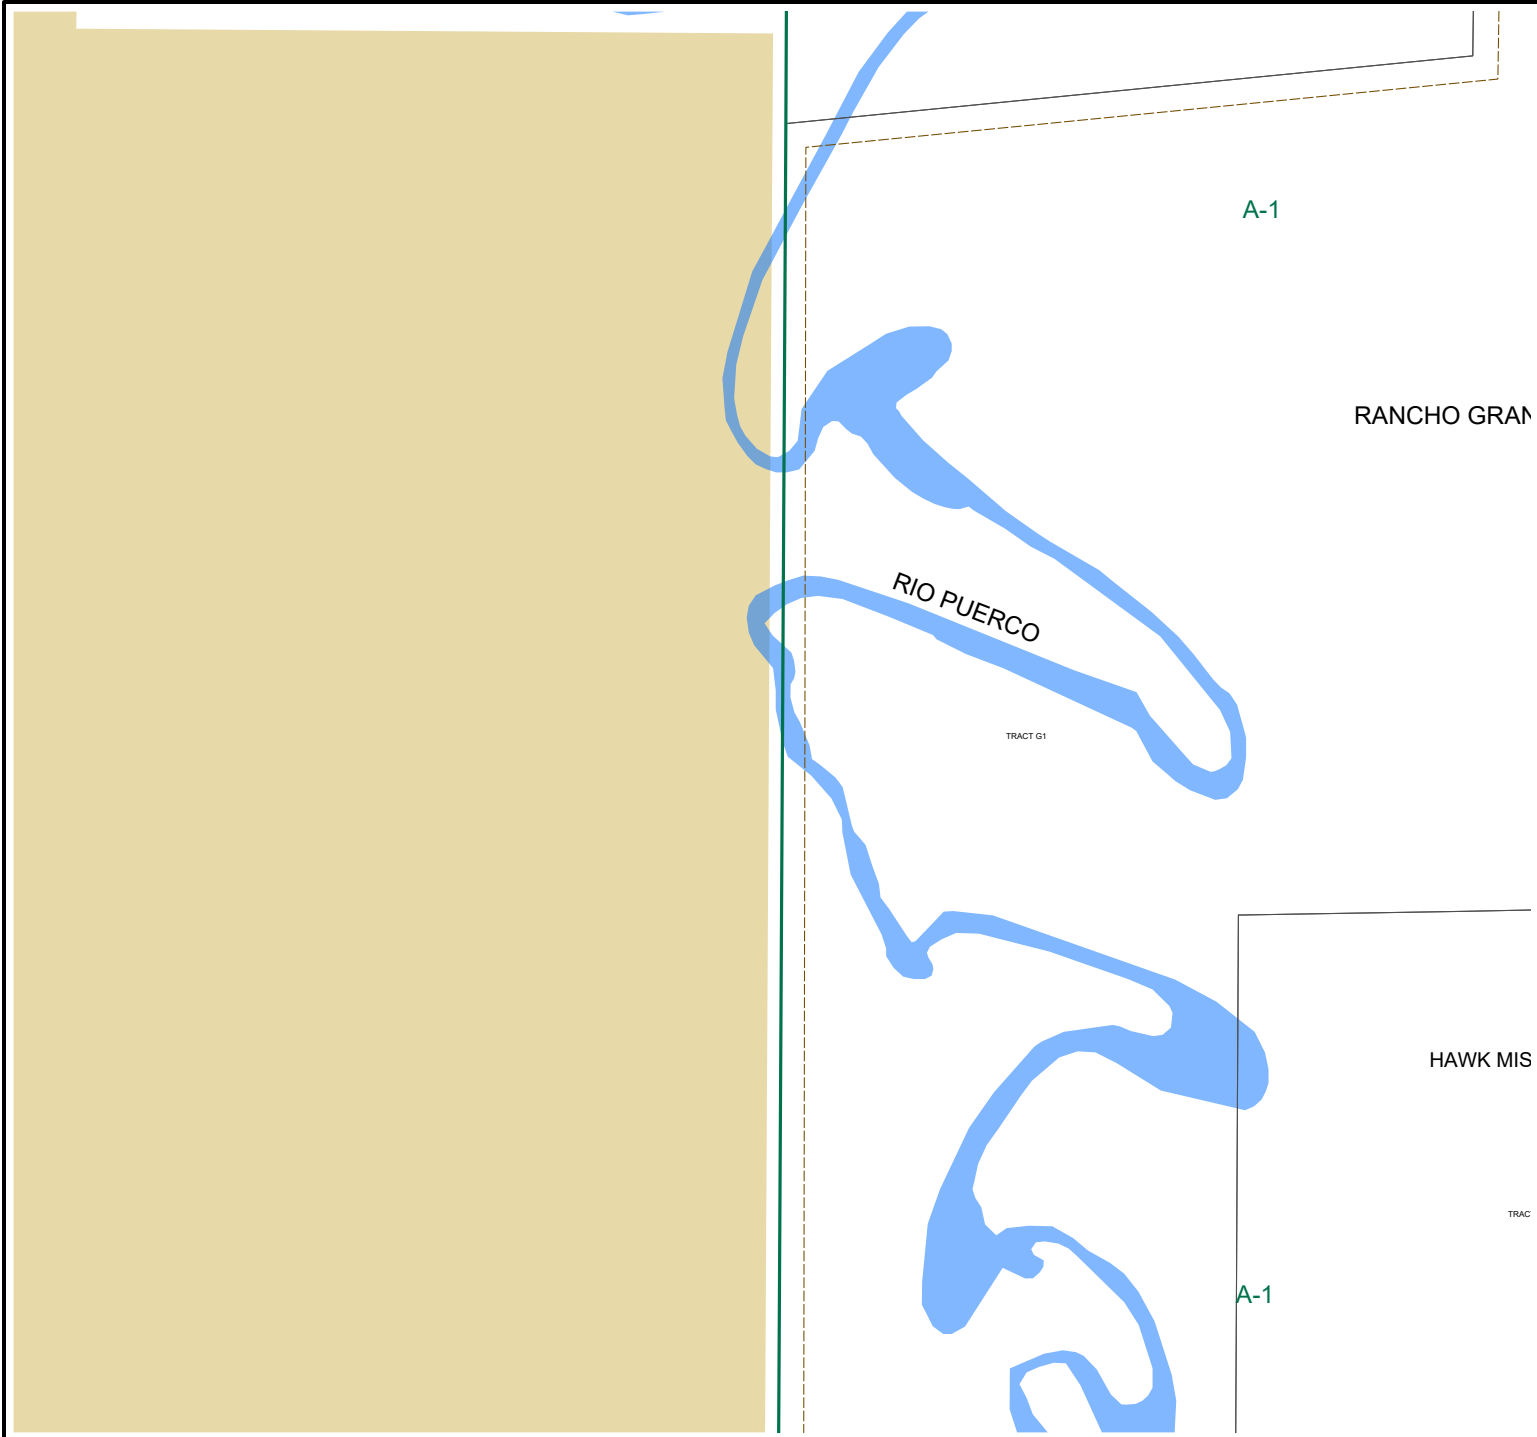 A-1
RANCHO GRAN
RIO PUERCO
TRACT G1
HAWK MIS
TRAC
A-1